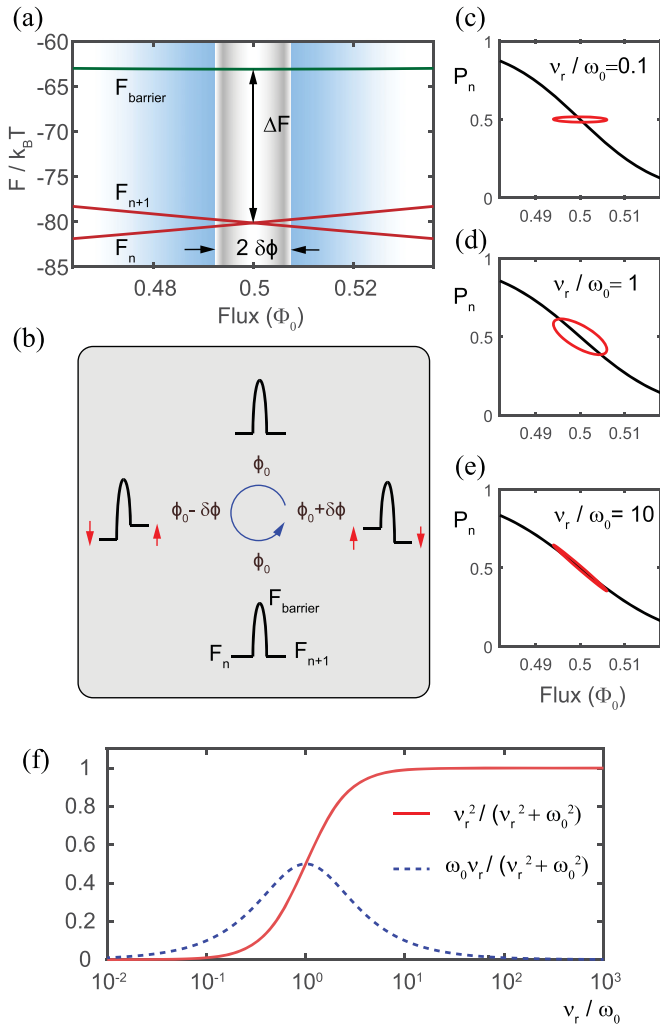 (a)
-60
-65
-70
-75
-80
-85
F / k_BT
F_barrier
ΔF
F_n+1
F_n
2 δϕ
0.48
0.5
0.52
Flux (Φ_0)
(b)
ϕ_0
ϕ_0 - δϕ
ϕ_0+δϕ
ϕ_0
F_barrier
F_n
F_n+1
(c)
1
P_n
0.5
0
ν_r / ω_0=0.1
0.49
0.5
0.51
(d)
1
P_n
0.5
0
ν_r / ω_0= 1
0.49
0.5
0.51
(e)
1
P_n
0.5
0
ν_r / ω_0 = 10
0.49
0.5
0.51
Flux (Φ_0)
(f)
1
0.8
0.6
0.4
0.2
0
ν_r^2 / (ν_r^2 + ω_0^2)
ω_0ν_r / (ν_r^2 + ω_0^2)
10^-2
10^-1
10^0
10^1
10^2
10^3
ν_r / ω_0